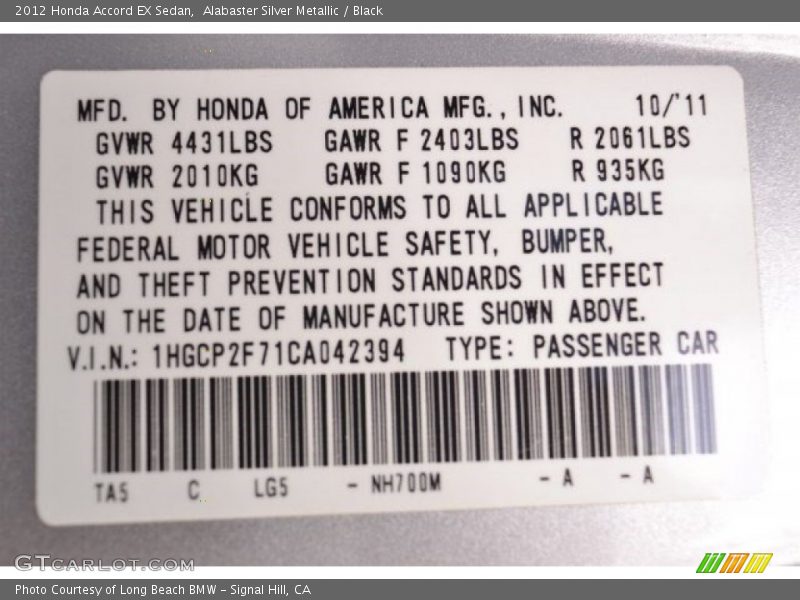 2012 Honda Accord EX Sedan,  Alabaster Silver Metallic / Black
MFD. BY HONDA OF AMERICA MFG., INC. 10/'11
GVWR 4431LBS GAWR F 2403LBS R 2061LBS
GVWR 2010KG GAWR F 1090KG R 935KG
THIS VEHICLE CONFORMS TO ALL APPLICABLE
FEDERAL MOTOR VEHICLE SAFETY, BUMPER,
AND THEFT PREVENTION STANDARDS IN EFFECT
ON THE DATE OF MANUFACTURE SHOWN ABOVE.
V.I.N.: 1HGCP2F71CA042394 TYPE: PASSENGER CAR
TA5 C LG5 - NH700M - A - A
GTCARLOT.COM
Photo Courtesy of Long Beach BMW - Signal Hill, CA